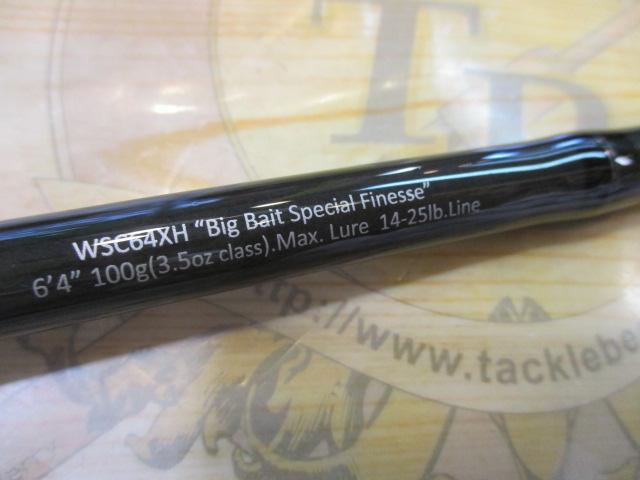 TB
WSC64XH “Big Bait Special Finesse”
6’4” 100g(3.5oz class).Max. Lure 14-25lb.Line
http://www.tacklebe